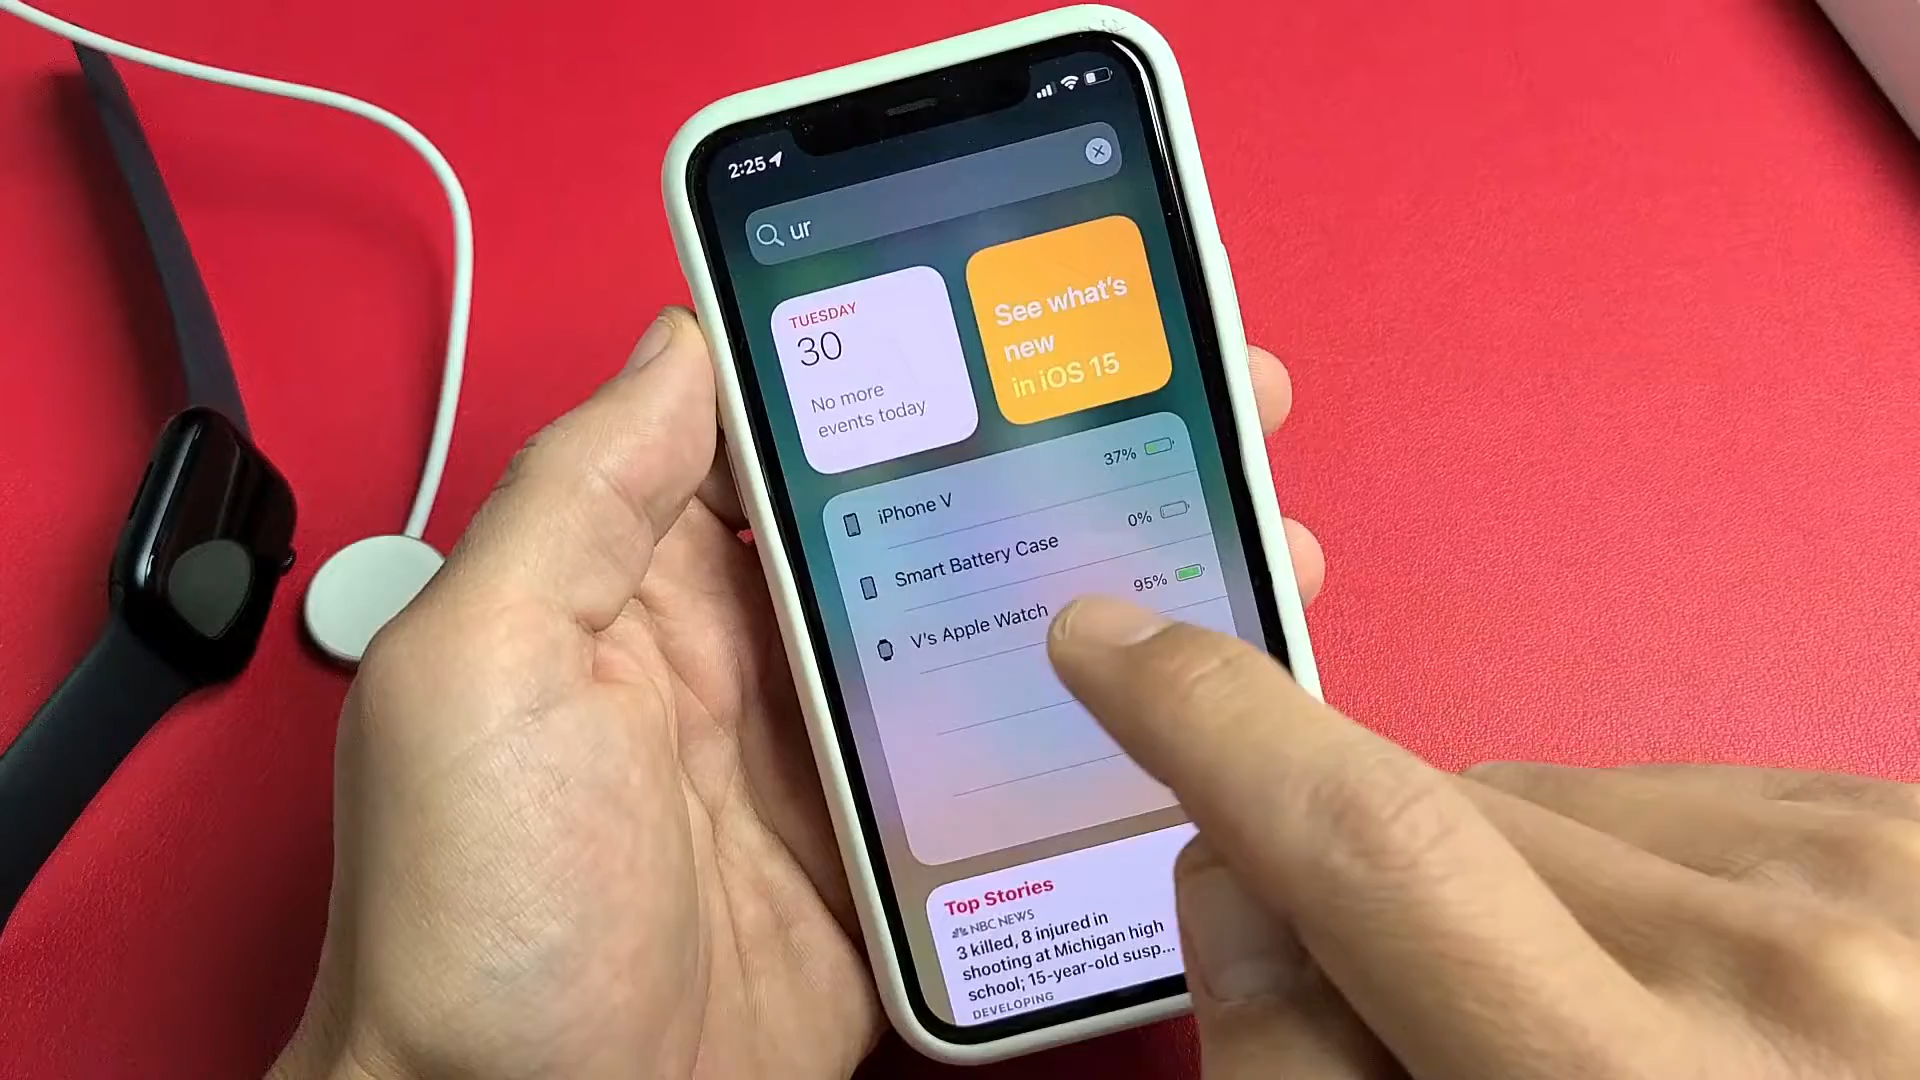 2:25
ur
TUESDAY
30
No more
events today
See what's
new
in iOS 15
iPhone V 37%
Smart Battery Case 0%
V's Apple Watch 95%
Top Stories
NBC NEWS
3 killed, 8 injured in
shooting at Michigan high
school; 15-year-old susp...
DEVELOPING